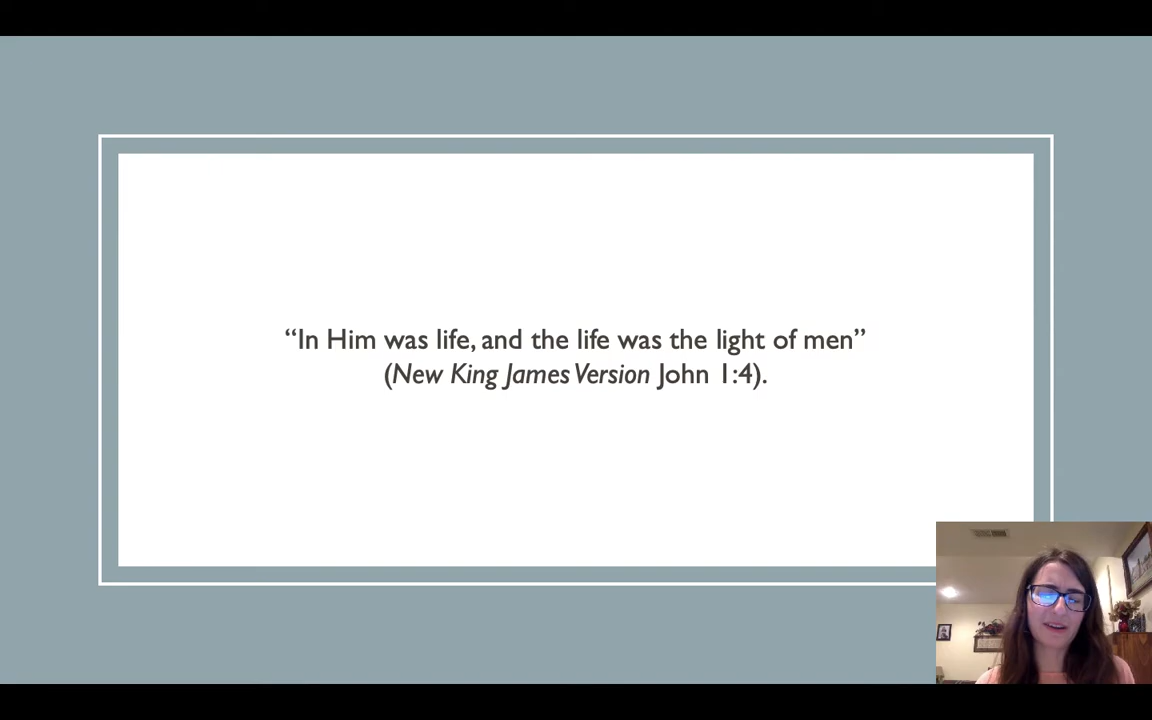 “In Him was life, and the life was the light of men”
(New King James Version John 1:4).